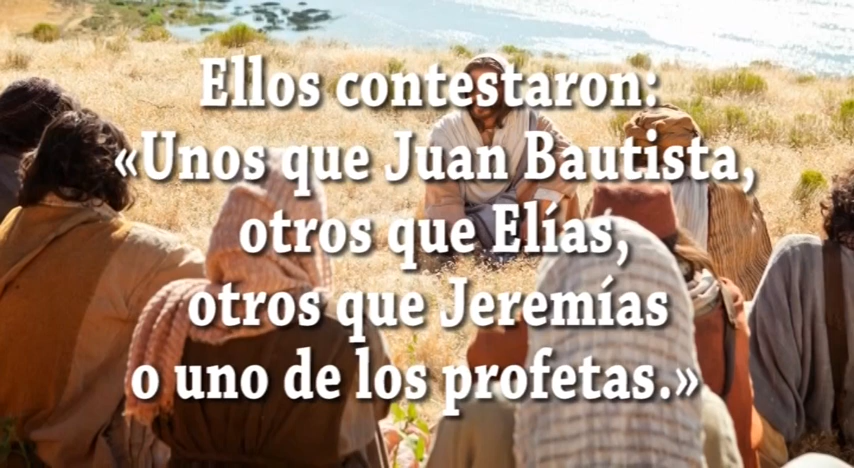 Ellos contestaron:
«Unos que Juan Bautista,
otros que Elías,
otros que Jeremías
o uno de los profetas.»